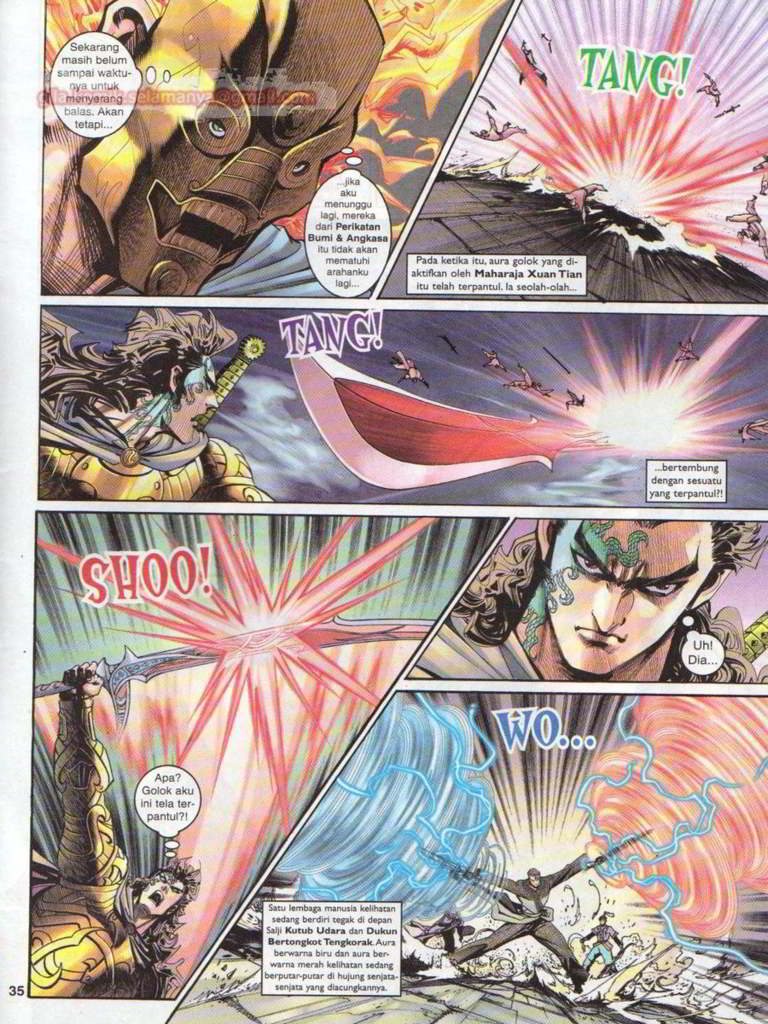 Sekarang
masih belum
sampai waktu-
nya untuk
menyerang
balas. Akan
tetapi...
selamanya@gmail.com
...jika
aku
menunggu
lagi, mereka
dari Perikatan
Bumi & Angkasa
itu tidak akan
mematuhi
arahanku
lagi...
TANG!
Pada ketika itu, aura golok yang di-
aktifkan oleh Maharaja Xuan Tian
itu telah terpantul. Ia seolah-olah...
TANG!
...bertembung
dengan sesuatu
yang terpantul?!
SHOO!
Apa?
Golok aku
ini tela ter-
pantul?!
Uh!
Dia...
WO...
Satu lembaga manusia kelihatan
sedang berdiri tegak di depan
Salji Kutub Udara dan Dukun
Bertongkot Tengkorak. Aura
berwarna biru dan aura ber-
warna merah kelihatan sedang
berputar-putar di hujung senjata-
senjata yang diacungkannya.
35